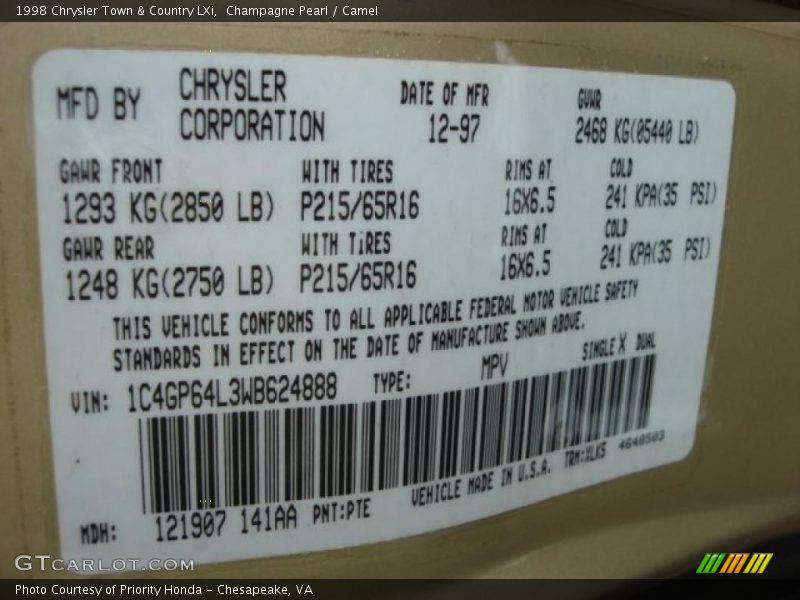 1998 Chrysler Town & Country LXi, Champagne Pearl / Camel
MFD BY CHRYSLER CORPORATION DATE OF MFR 12-97 GVWR 2468 KG(05440 LB)
GAWR FRONT WITH TIRES RIMS AT COLD
1293 KG(2850 LB) P215/65R16 16X6.5 241 KPA(35 PSI)
GAWR REAR WITH TIRES RIMS AT COLD
1248 KG(2750 LB) P215/65R16 16X6.5 241 KPA(35 PSI)
THIS VEHICLE CONFORMS TO ALL APPLICABLE FEDERAL MOTOR VEHICLE SAFETY
STANDARDS IN EFFECT ON THE DATE OF MANUFACTURE SHOWN ABOVE.
VIN: 1C4GP64L3WB624888 TYPE: MPV SINGLE X DUAL
MDH: 121907 141AA PNT:PTE VEHICLE MADE IN U.S.A. TRM:HLK5 4648503
GTCARLOT.COM
Photo Courtesy of Priority Honda - Chesapeake, VA